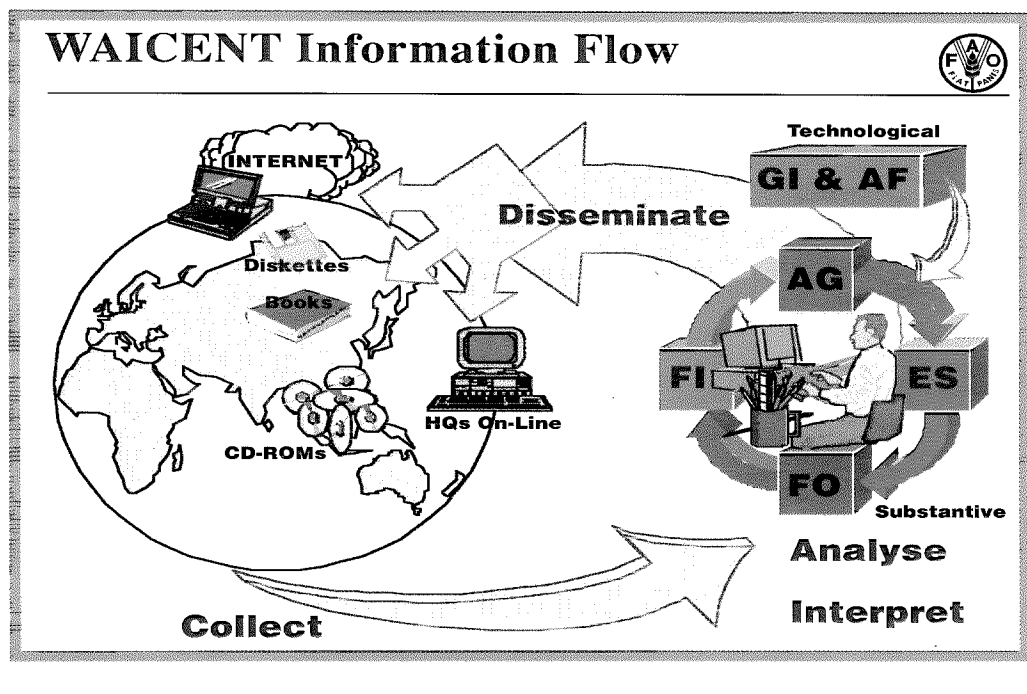 WAICENT Information Flow
F A O
FIAT PANIS
Technological
GI & AF
INTERNET
Disseminate
Diskettes
Books
AG
FI
ES
HQs On-Line
CD-ROMs
FO
Substantive
Analyse
Collect
Interpret